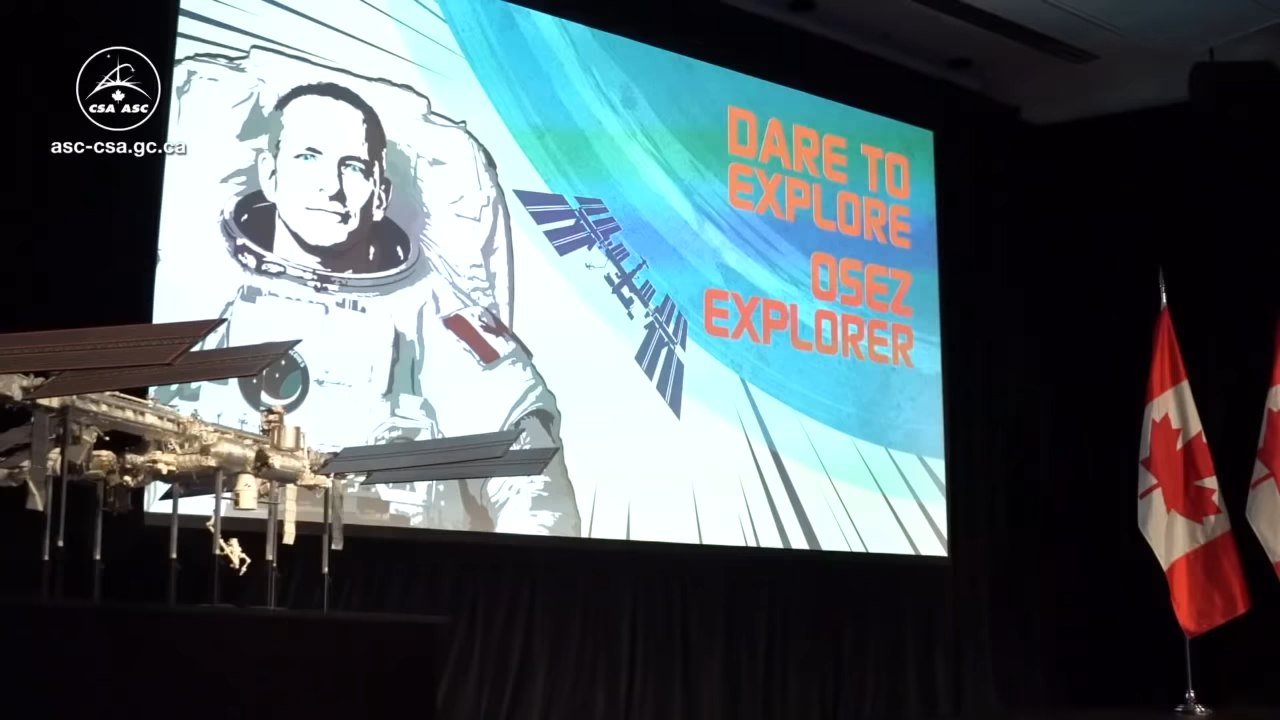 CSA ASC
asc-csa.gc.ca
DARE TO
EXPLORE
OSEZ
EXPLORER